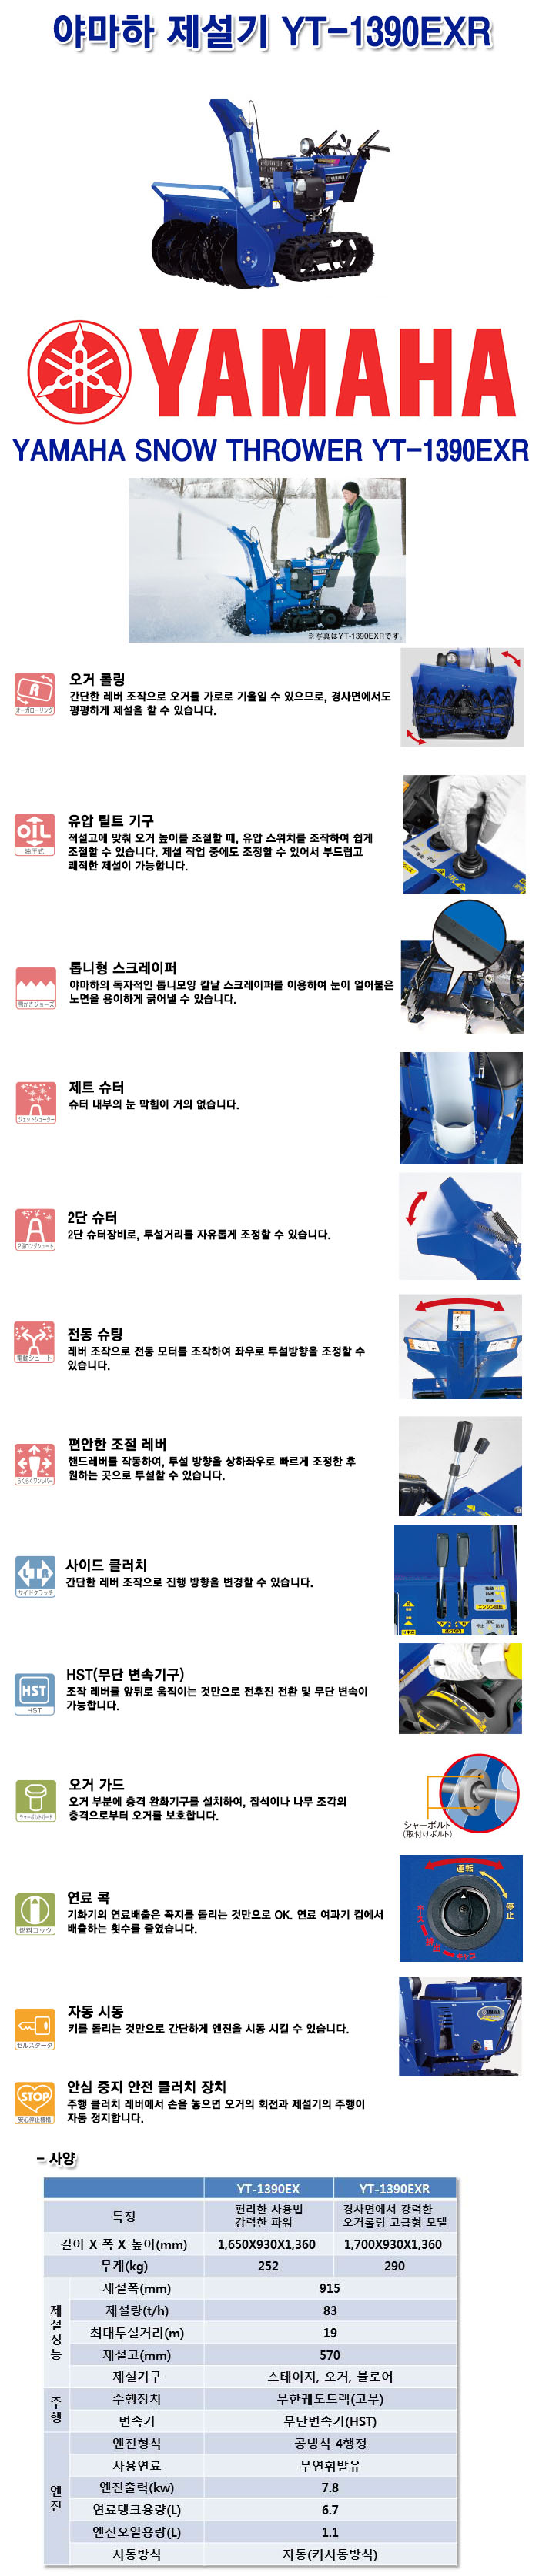 야마하 제설기 YT-1390EXR
YAMAHA
YAMAHA SNOW THROWER YT-1390EXR
※写真はYT-1390EXRです.
오거 롤링
간단한 레버 조작으로 오거를 가로로 기울일 수 있으므로, 경사면에서도
평평하게 제설을 할 수 있습니다.
オーガローリング
유압 틸트 기구
적설고에 맞춰 오거 높이를 조절할 때, 유압 스위치를 조작하여 쉽게
조절할 수 있습니다. 제설 작업 중에도 조정할 수 있어서 부드럽고
쾌적한 제설이 가능합니다.
OIL
油圧式
톱니형 스크레이퍼
야마하의 독자적인 톱니모양 칼날 스크레이퍼를 이용하여 눈이 얼어붙은
노면을 용이하게 긁어낼 수 있습니다.
雪かきジョーズ
제트 슈터
슈터 내부의 눈 막힘이 거의 없습니다.
ジェットシューター
2단 슈터
2단 슈터장비로, 투설거리를 자유롭게 조정할 수 있습니다.
2段ロングシュート
전동 슈팅
레버 조작으로 전동 모터를 조작하여 좌우로 투설방향을 조정할 수
있습니다.
電動シュート
편안한 조절 레버
핸드레버를 작동하여, 투설 방향을 상하좌우로 빠르게 조정한 후
원하는 곳으로 투설할 수 있습니다.
らくらくワンレバー
사이드 클러치
간단한 레버 조작으로 진행 방향을 변경할 수 있습니다.
L R
サイドクラッチ
HST(무단 변속기구)
조작 레버를 앞뒤로 움직이는 것만으로 전후진 전환 및 무단 변속이
가능합니다.
HST
HST
오거 가드
오거 부분에 충격 완화기구를 설치하여, 잡석이나 나무 조각의
충격으로부터 오거를 보호합니다.
シャーボルトガード
シャーボルト
(取付けボルト)
연료 콕
기화기의 연료배출은 꼭지를 돌리는 것만으로 OK. 연료 여과기 컵에서
배출하는 횟수를 줄였습니다.
燃料コック
運転
停止
자동 시동
키를 돌리는 것만으로 간단하게 엔진을 시동 시킬 수 있습니다.
セルスタータ
안심 중지 안전 클러치 장치
주행 클러치 레버에서 손을 놓으면 오거의 회전과 제설기의 주행이
자동 정지합니다.
STOP
安心停止機構
- 사양
YT-1390EX YT-1390EXR
특징 편리한 사용법 강력한 파워 경사면에서 강력한 오거롤링 고급형 모델
길이 X 폭 X 높이(mm) 1,650X930X1,360 1,700X930X1,360
무게(kg) 252 290
제설성능 제설폭(mm) 915
제설량(t/h) 83
최대투설거리(m) 19
제설고(mm) 570
제설기구 스테이지, 오거, 블로어
주행 주행장치 무한궤도트랙(고무)
변속기 무단변속기(HST)
엔진 엔진형식 공냉식 4행정
사용연료 무연휘발유
엔진출력(kw) 7.8
연료탱크용량(L) 6.7
엔진오일용량(L) 1.1
시동방식 자동(키시동방식)